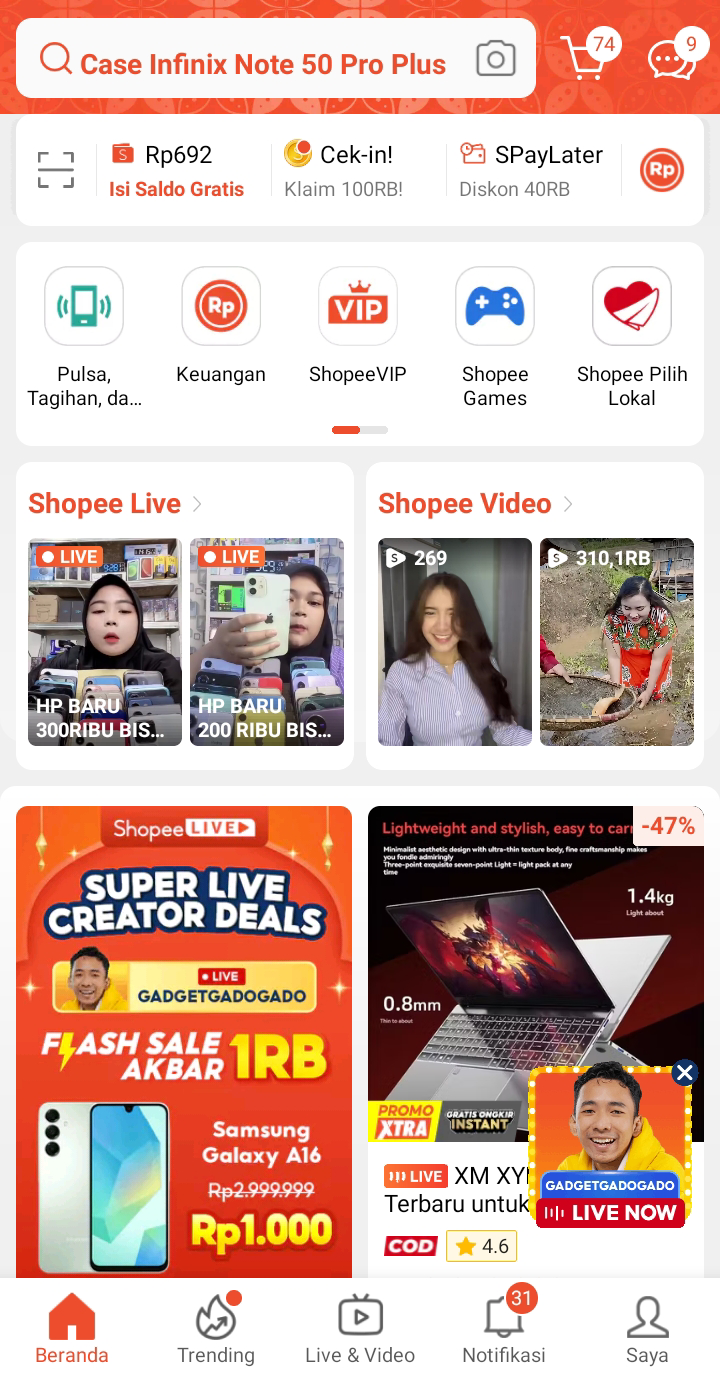 Case Infinix Note 50 Pro Plus
74
9
Rp692
Isi Saldo Gratis
Cek-in!
Klaim 100RB!
SPayLater
Diskon 40RB
Rp
Rp
VIP
Pulsa,
Tagihan, da...
Keuangan
ShopeeVIP
Shopee
Games
Shopee Pilih
Lokal
Shopee Live
Shopee Video
LIVE
HP BARU
300RIBU BIS...
LIVE
HP BARU
200 RIBU BIS...
269
310,1RB
Shopee LIVE
SUPER LIVE
CREATOR DEALS
LIVE
GADGETGADOGADO
FLASH SALE
AKBAR
1RB
Samsung
Galaxy A16
Rp2.999.999
Rp1.000
Lightweight and stylish, easy to carr
-47%
Minimalist aesthetic design with ultra-thin texture body, fine craftsmanship makes
you fondle admiringly
Three-point exquisite seven-point Light = light pack at any
time
1.4kg
Light about
0.8mm
Thin to about
PROMO
XTRA
GRATIS ONGKIR
INSTANT
LIVE XM XY
Terbaru untuk
COD
4.6
GADGETGADOGADO
LIVE NOW
Beranda
Trending
Live & Video
31
Notifikasi
Saya